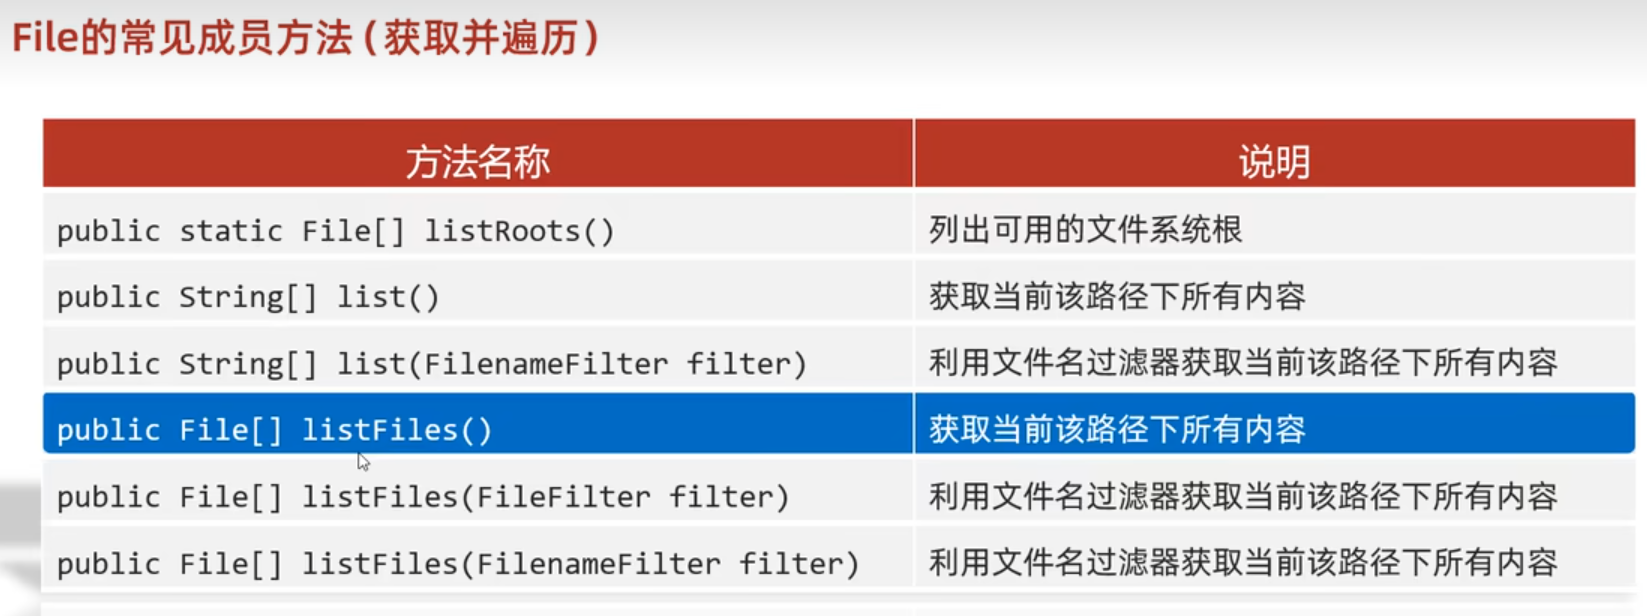 File的常见成员方法(获取并遍历)
方法名称 说明
public static File[] listRoots() 列出可用的文件系统根
public String[] list() 获取当前该路径下所有内容
public String[] list(FilenameFilter filter) 利用文件名过滤器获取当前该路径下所有内容
public File[] listFiles() 获取当前该路径下所有内容
public File[] listFiles(FileFilter filter) 利用文件名过滤器获取当前该路径下所有内容
public File[] listFiles(FilenameFilter filter) 利用文件名过滤器获取当前该路径下所有内容